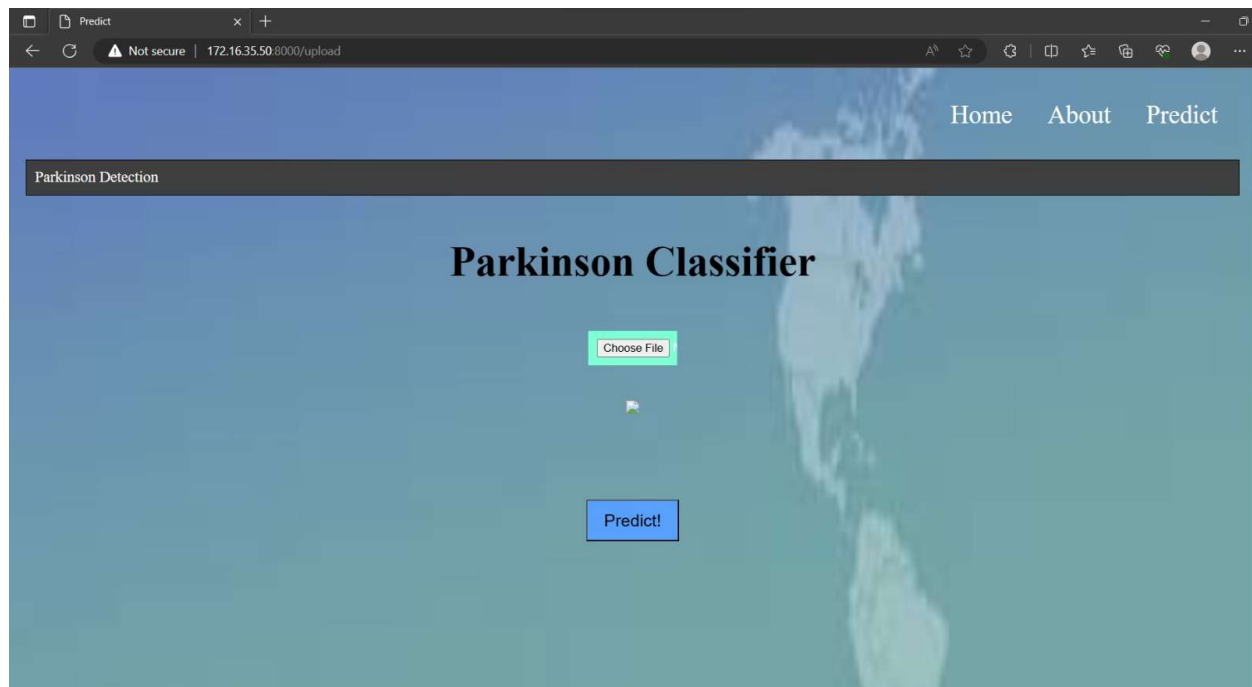 Predict
Not secure | 172.16.35.50:8000/upload
Home About Predict
Parkinson Detection
Parkinson Classifier
Choose File
Predict!